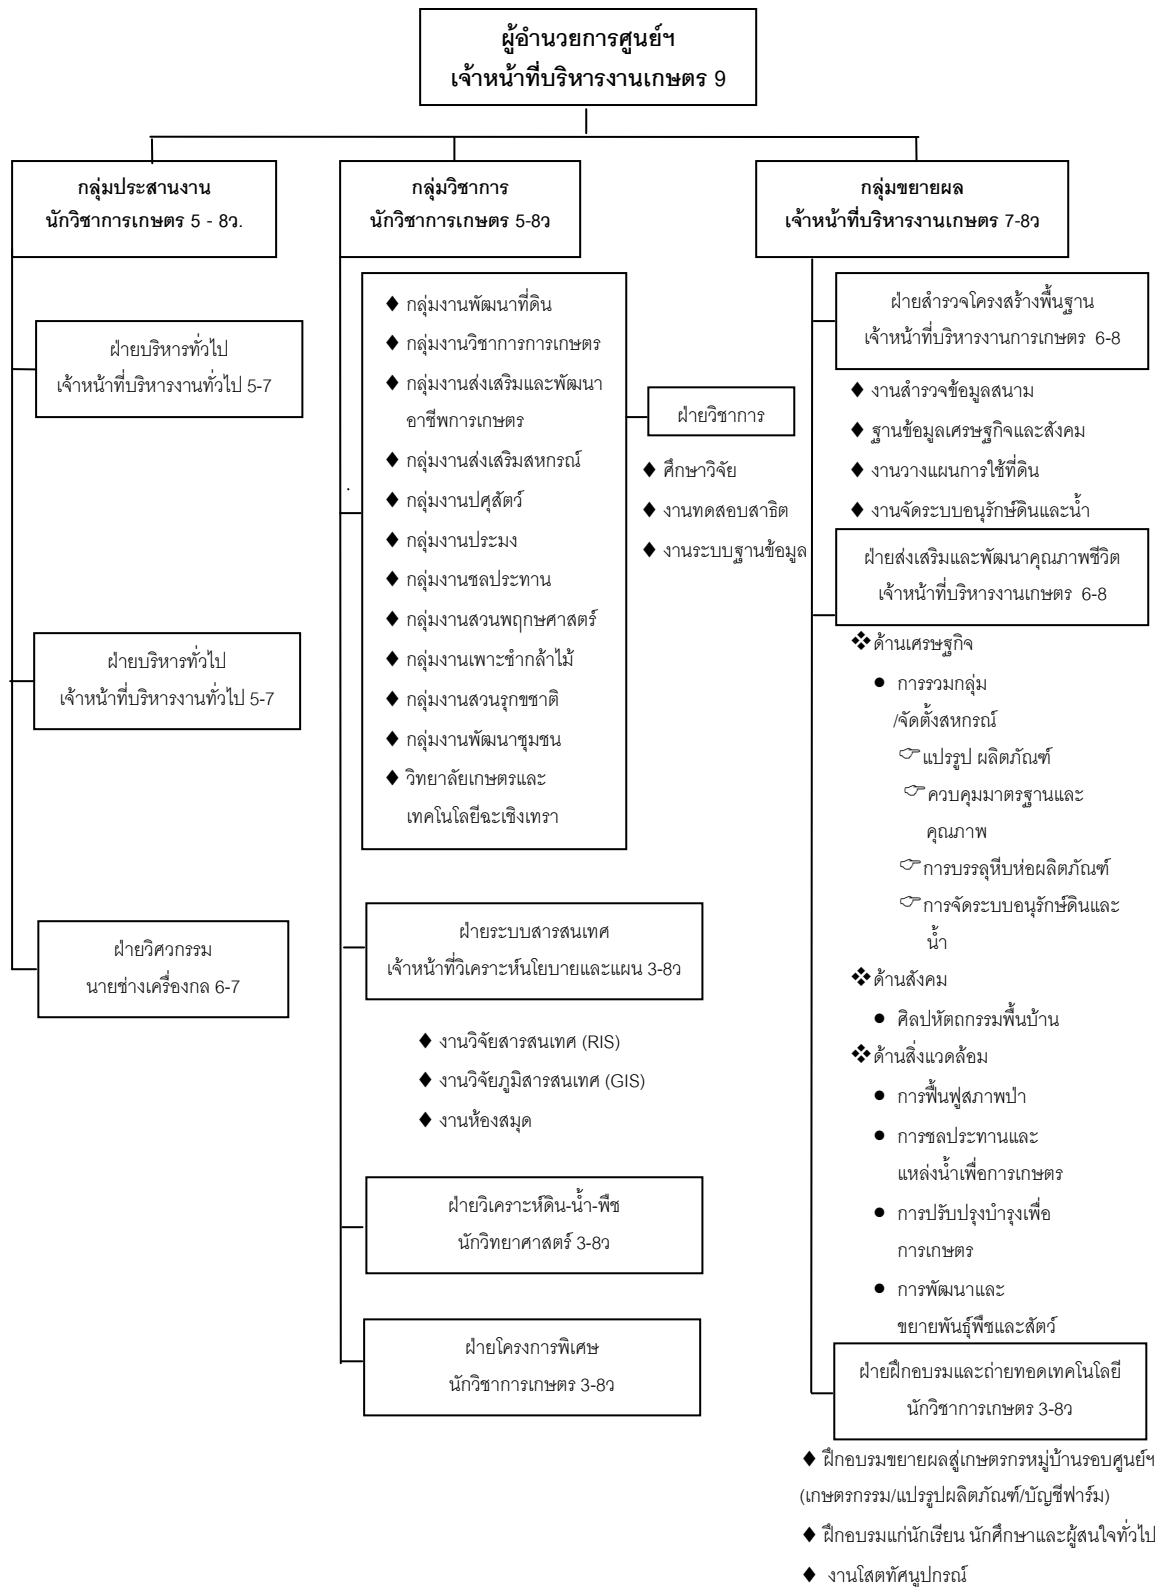 ผู้อำนวยการศูนย์ฯ
เจ้าหน้าที่บริหารงานเกษตร 9
กลุ่มประสานงาน
นักวิชาการเกษตร 5 - 8ว.
ฝ่ายบริหารทั่วไป
เจ้าหน้าที่บริหารงานทั่วไป 5-7
ฝ่ายบริหารทั่วไป
เจ้าหน้าที่บริหารงานทั่วไป 5-7
ฝ่ายวิศวกรรม
นายช่างเครื่องกล 6-7
กลุ่มวิชาการ
นักวิชาการเกษตร 5-8ว
♦ กลุ่มงานพัฒนาที่ดิน
♦ กลุ่มงานวิชาการการเกษตร
♦ กลุ่มงานส่งเสริมและพัฒนา
อาชีพการเกษตร
♦ กลุ่มงานส่งเสริมสหกรณ์
♦ กลุ่มงานปศุสัตว์
♦ กลุ่มงานประมง
♦ กลุ่มงานชลประทาน
♦ กลุ่มงานสวนพฤกษศาสตร์
♦ กลุ่มงานเพาะชำกล้าไม้
♦ กลุ่มงานสวนรุกขชาติ
♦ กลุ่มงานพัฒนาชุมชน
♦ วิทยาลัยเกษตรและ
เทคโนโลยีฉะเชิงเทรา
ฝ่ายวิชาการ
♦ ศึกษาวิจัย
♦ งานทดสอบสาธิต
♦ งานระบบฐานข้อมูล
ฝ่ายระบบสารสนเทศ
เจ้าหน้าที่วิเคราะห์นโยบายและแผน 3-8ว
♦ งานวิจัยสารสนเทศ (RIS)
♦ งานวิจัยภูมิสารสนเทศ (GIS)
♦ งานห้องสมุด
ฝ่ายวิเคราะห์ดิน-น้ำ-พืช
นักวิทยาศาสตร์ 3-8ว
ฝ่ายโครงการพิเศษ
นักวิชาการเกษตร 3-8ว
กลุ่มขยายผล
เจ้าหน้าที่บริหารงานเกษตร 7-8ว
ฝ่ายสำรวจโครงสร้างพื้นฐาน
เจ้าหน้าที่บริหารงานการเกษตร 6-8
♦ งานสำรวจข้อมูลสนาม
♦ ฐานข้อมูลเศรษฐกิจและสังคม
♦ งานวางแผนการใช้ที่ดิน
♦ งานจัดระบบอนุรักษ์ดินและน้ำ
ฝ่ายส่งเสริมและพัฒนาคุณภาพชีวิต
เจ้าหน้าที่บริหารงานเกษตร 6-8
❖ด้านเศรษฐกิจ
● การรวมกลุ่ม
/จัดตั้งสหกรณ์
☞แปรรูป ผลิตภัณฑ์
☞ควบคุมมาตรฐานและ
คุณภาพ
☞การบรรลุหีบห่อผลิตภัณฑ์
☞การจัดระบบอนุรักษ์ดินและ
น้ำ
❖ด้านสังคม
● ศิลปหัตถกรรมพื้นบ้าน
❖ด้านสิ่งแวดล้อม
● การฟื้นฟูสภาพป่า
● การชลประทานและ
แหล่งน้ำเพื่อการเกษตร
● การปรับปรุงบำรุงเพื่อ
การเกษตร
● การพัฒนาและ
ขยายพันธุ์พืชและสัตว์
ฝ่ายฝึกอบรมและถ่ายทอดเทคโนโลยี
นักวิชาการเกษตร 3-8ว
♦ ฝึกอบรมขยายผลสู่เกษตรกรหมู่บ้านรอบศูนย์ฯ
(เกษตรกรรม/แปรรูปผลิตภัณฑ์/บัญชีฟาร์ม)
♦ ฝึกอบรมแก่นักเรียน นักศึกษาและผู้สนใจทั่วไป
♦ งานโสตทัศนูปกรณ์